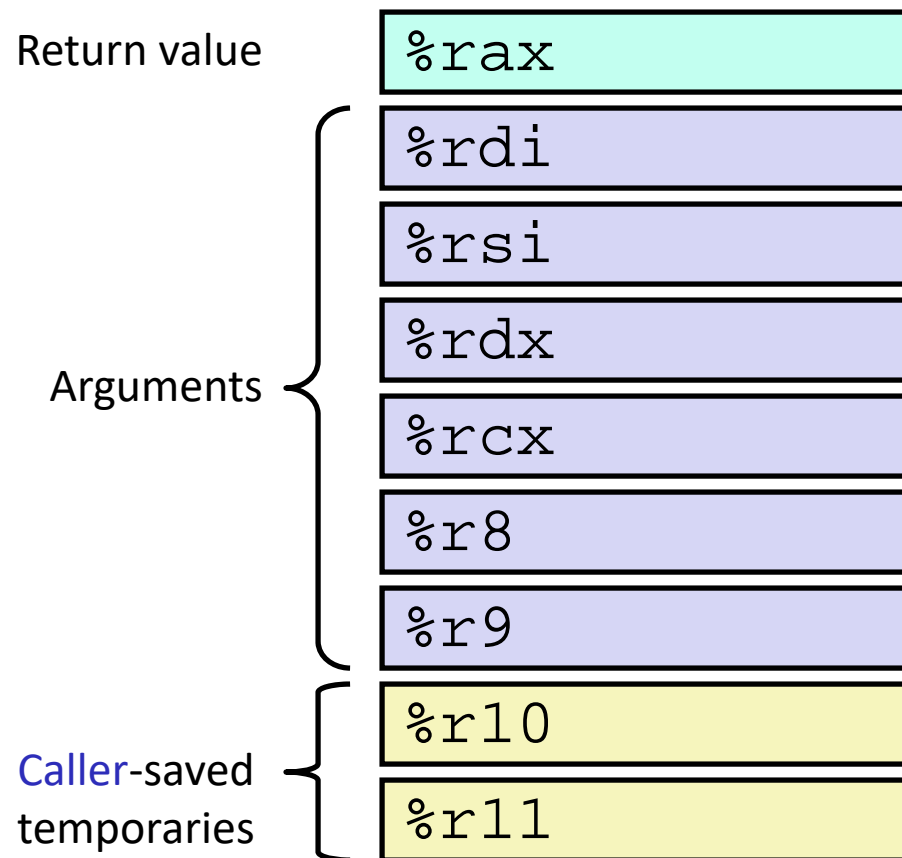 Return value
%rax
%rdi
%rsi
%rdx
Arguments
%rcx
%r8
%r9
%r10
Caller-saved
temporaries
%r11